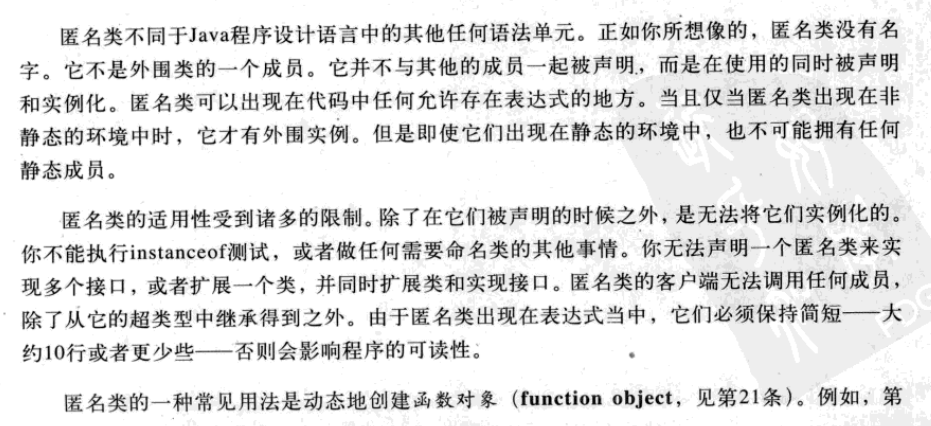 匿名类不同于Java程序设计语言中的其他任何语法单元。正如你所想像的，匿名类没有名
字。它不是外围类的一个成员。它并不与其他的成员一起被声明，而是在使用的同时被声明
和实例化。匿名类可以出现在代码中任何允许存在表达式的地方。当且仅当匿名类出现在非
静态的环境中时，它才有外围实例。但是即使它们出现在静态的环境中，也不可能拥有任何
静态成员。
匿名类的适用性受到诸多的限制。除了在它们被声明的时候之外，是无法将它们实例化的。
你不能执行instanceof测试，或者做任何需要命名类的其他事情。你无法声明一个匿名类来实
现多个接口，或者扩展一个类，并同时扩展类和实现接口。匿名类的客户端无法调用任何成员，
除了从它的超类型中继承得到之外。由于匿名类出现在表达式当中，它们必须保持简短——大
约10行或者更少些——否则会影响程序的可读性。
匿名类的一种常见用法是动态地创建函数对象（function object，见第21条）。例如，第